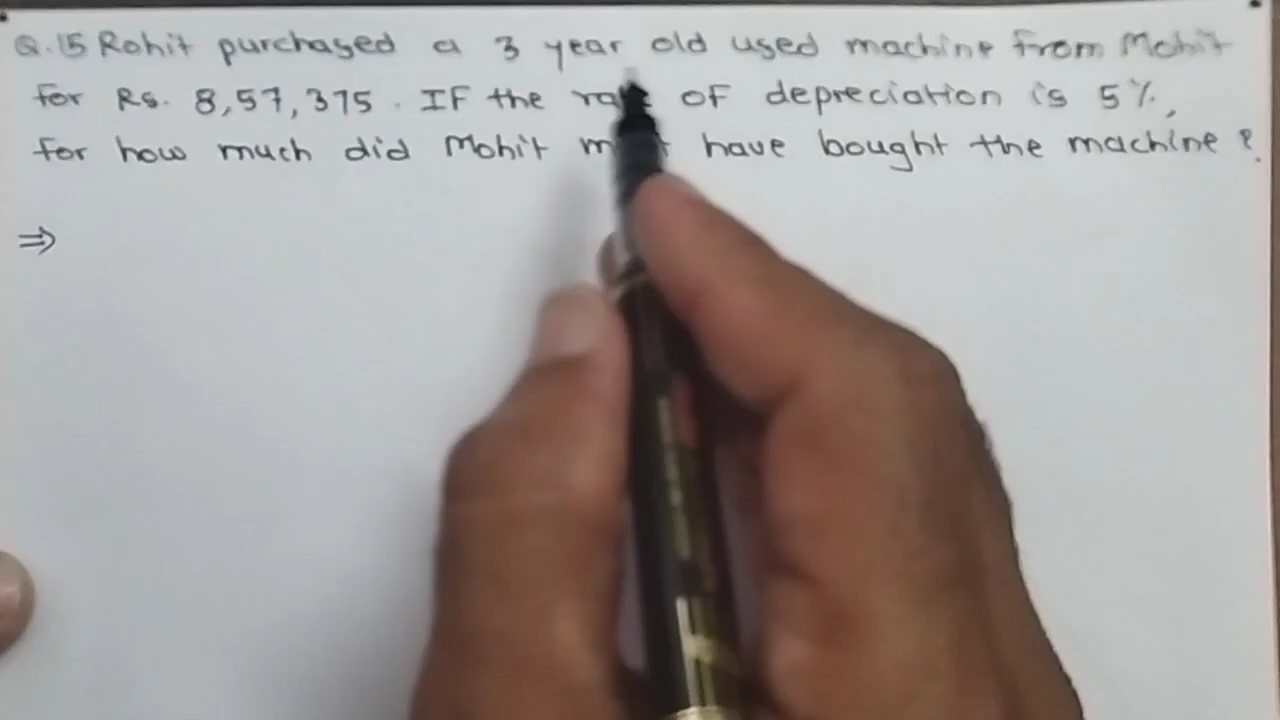 Q.15 Rohit purchased a 3 year old used machine from Mohit
for Rs. 8,57,375. IF the rate OF depreciation is 5%,
for how much did Mohit have bought the machine?
⇒